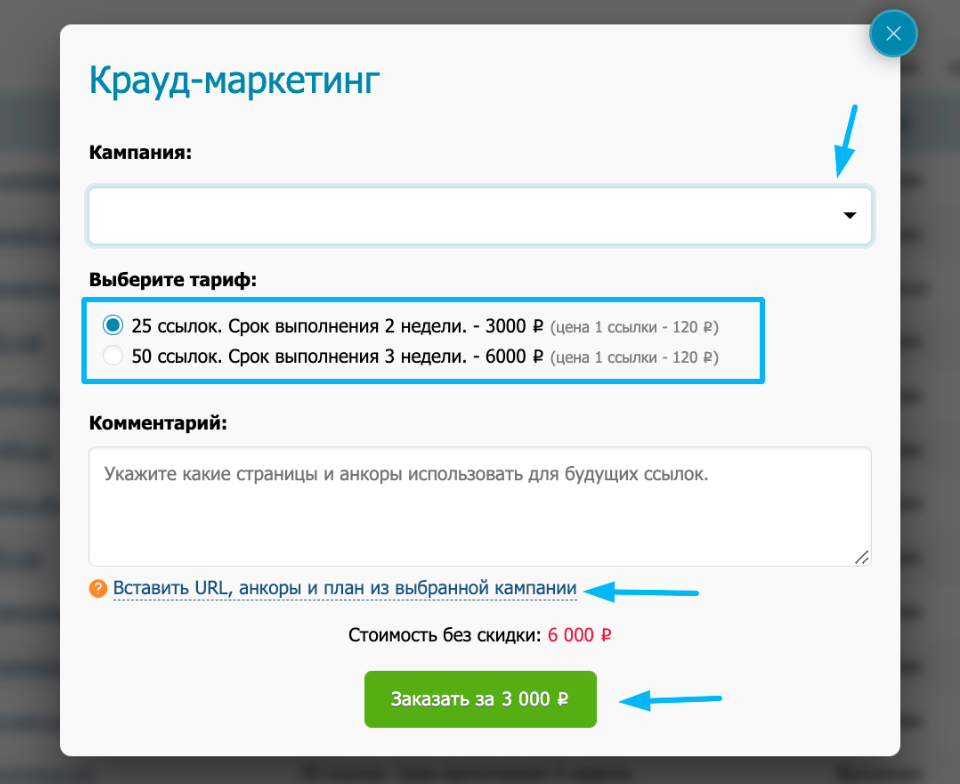 Крауд-маркетинг
Кампания:
Выберите тариф:
25 ссылок. Срок выполнения 2 недели. - 3000 ₽ (цена 1 ссылки - 120 ₽)
50 ссылок. Срок выполнения 3 недели. - 6000 ₽ (цена 1 ссылки - 120 ₽)
Комментарий:
Укажите какие страницы и анкоры использовать для будущих ссылок.
? Вставить URL, анкоры и план из выбранной кампании
Стоимость без скидки: 6 000 ₽
Заказать за 3 000 ₽